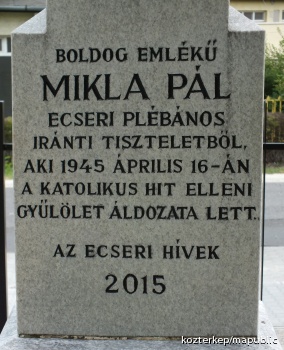 BOLDOG EMLÉKŰ
MIKLA PÁL
ECSERI PLÉBÁNOS
IRÁNTI TISZTELETBŐL,
AKI 1945 ÁPRILIS 16-ÁN
A KATOLIKUS HIT ELLENI
GYŰLÖLET ÁLDOZATA LETT.
AZ ECSERI HÍVEK
2015
kozterkep/mapublic